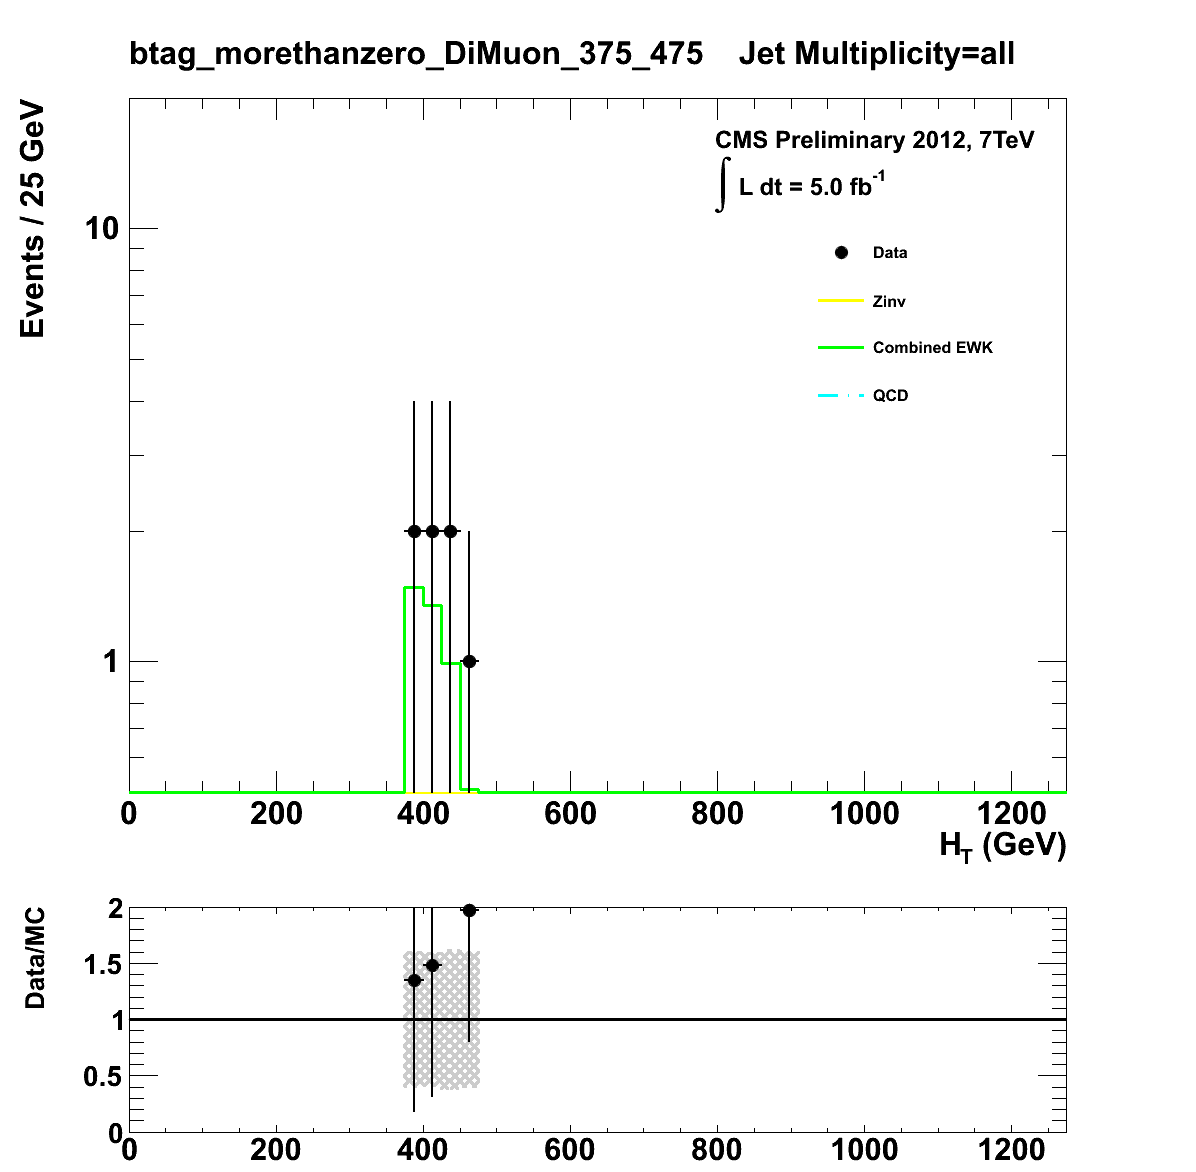 btag_morethanzero_DiMuon_375_475 Jet Multiplicity=all
Events / 25 GeV
CMS Preliminary 2012, 7TeV
∫ L dt = 5.0 fb⁻¹
10
Data
Zinv
Combined EWK
QCD
1
0 200 400 600 800 1000 1200
H_T (GeV)
Data/MC
2
1.5
1
0.5
0
0 200 400 600 800 1000 1200